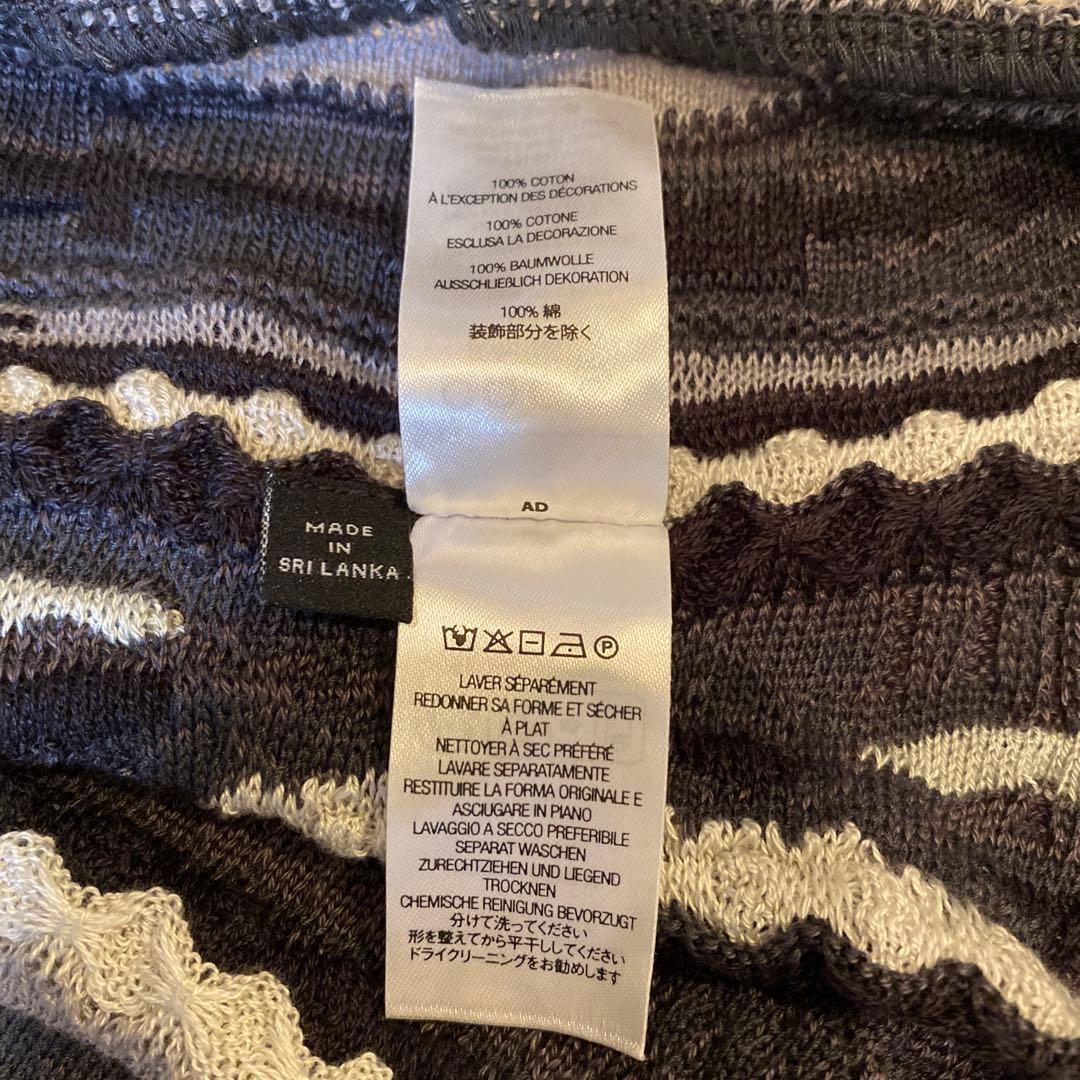 100% COTON
À L'EXCEPTION DES DÉCORATIONS
100% COTONE
ESCLUSA LA DECORAZIONE
100% BAUMWOLLE
AUSSCHLIEßLICH DEKORATION
100% 綿
装飾部分を除く
AD
MADE
IN
SRI LANKA
P
LAVER SÉPARÉMENT
REDONNER SA FORME ET SÉCHER
À PLAT
NETTOYER À SEC PRÉFÉRÉ
LAVARE SEPARATAMENTE
RESTITUIRE LA FORMA ORIGINALE E
ASCIUGARE IN PIANO
LAVAGGIO A SECCO PREFERIBILE
SEPARAT WASCHEN
ZURECHTZIEHEN UND LIEGEND
TROCKNEN
CHEMISCHE REINIGUNG BEVORZUGT
分けて洗ってください
形を整えてから平干ししてください
ドライクリーニングをお勧めします